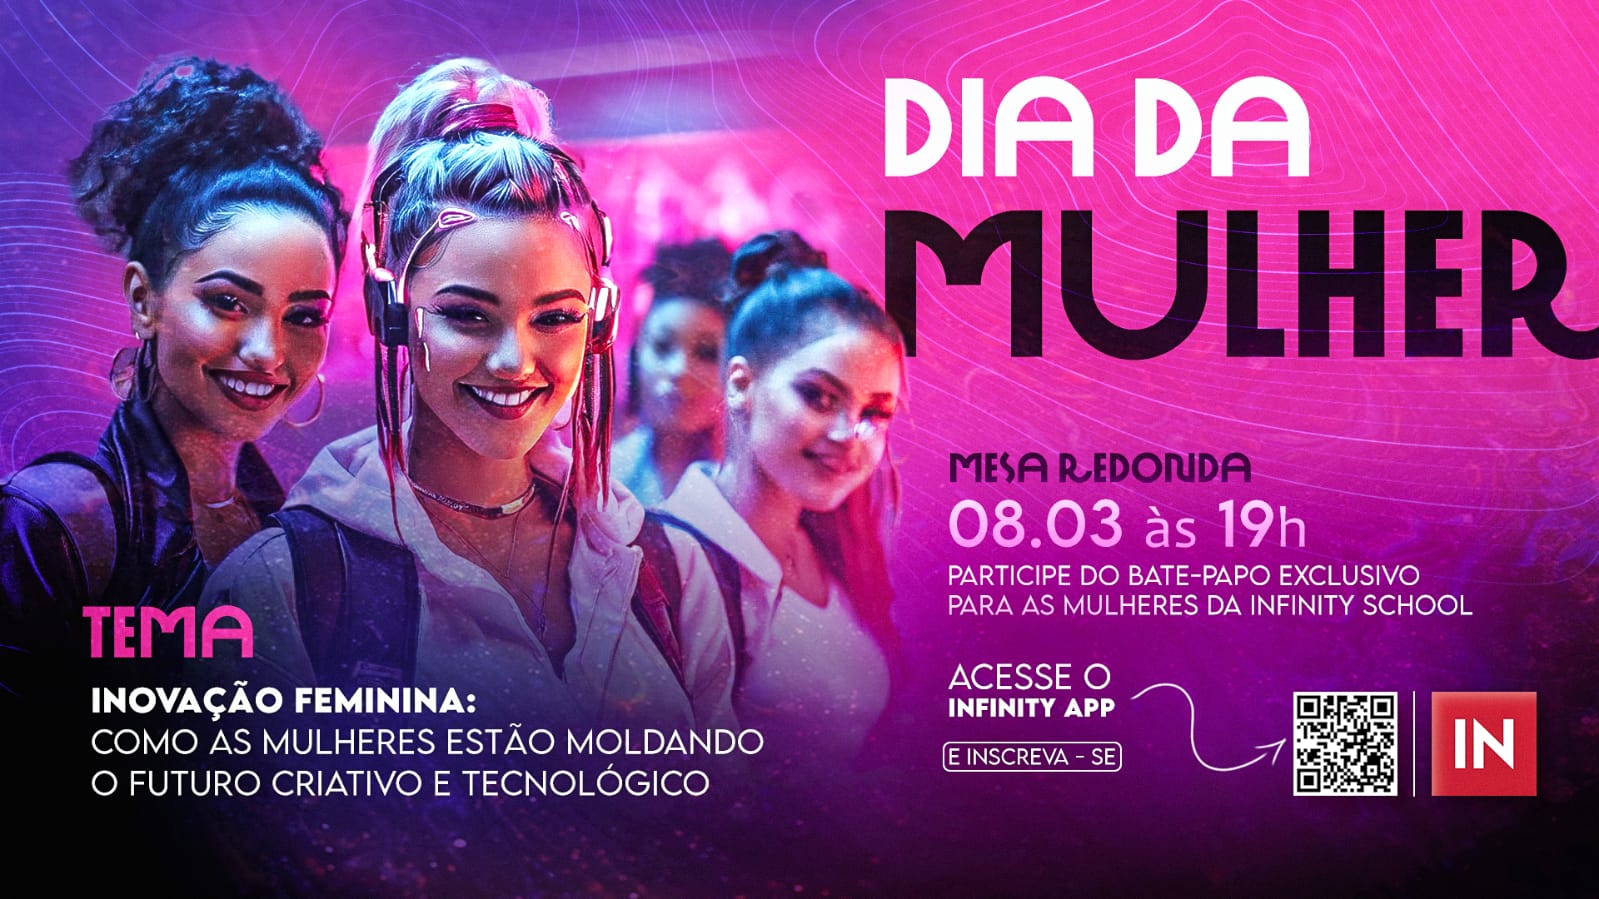 DIA DA
MULHER
MESA REDONDA
08.03 às 19h
PARTICIPE DO BATE-PAPO EXCLUSIVO
PARA AS MULHERES DA INFINITY SCHOOL
TEMA
INOVAÇÃO FEMININA:
COMO AS MULHERES ESTÃO MOLDANDO
O FUTURO CRIATIVO E TECNOLÓGICO
ACESSE O
INFINITY APP
E INSCREVA - SE
IN